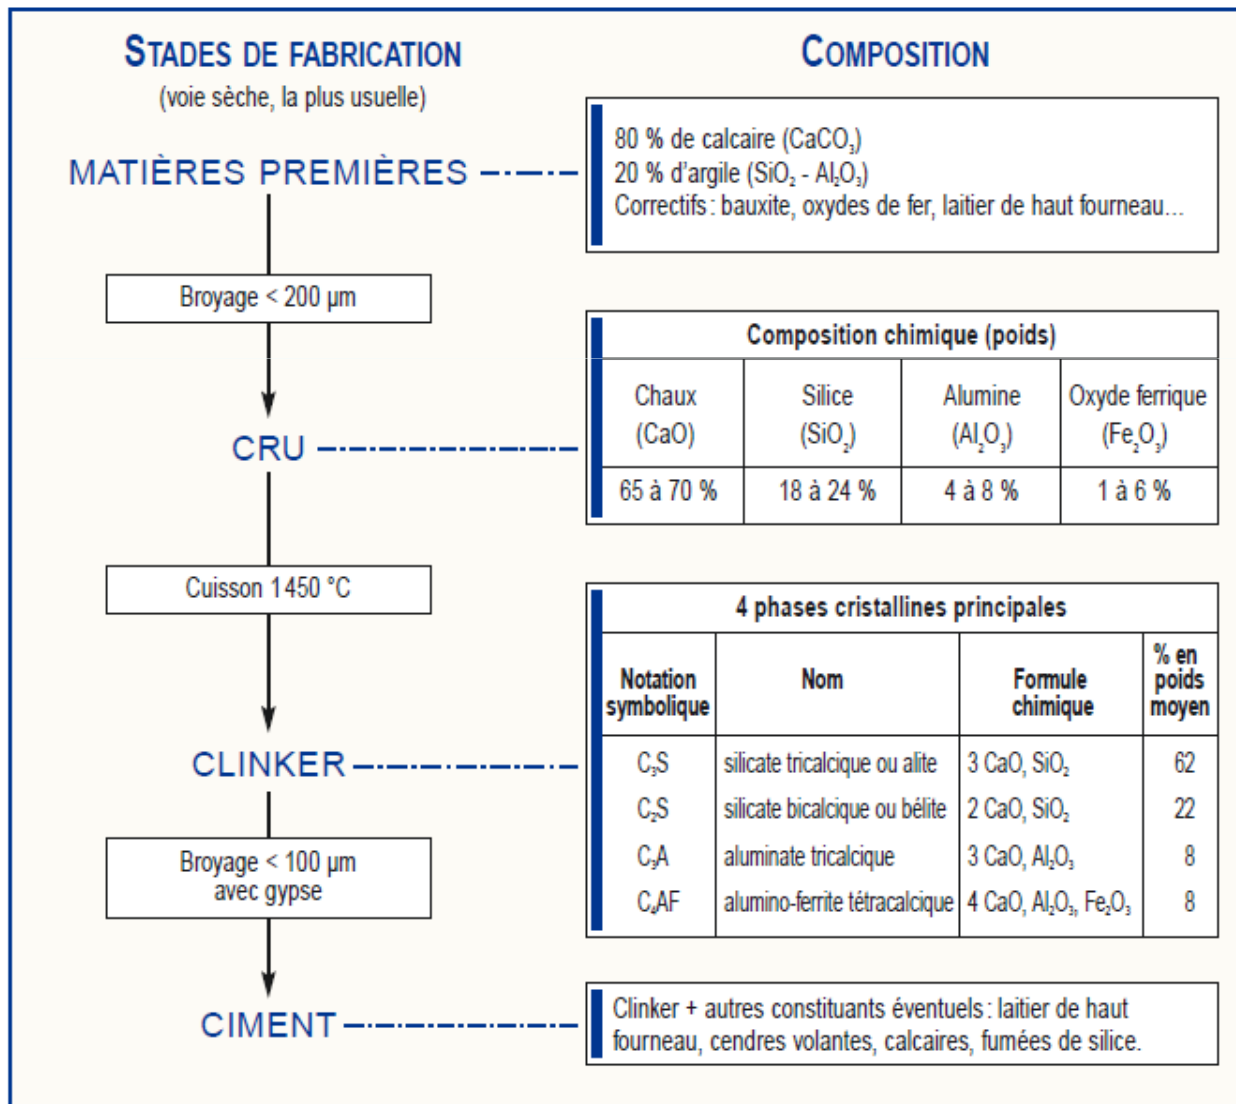 STADES DE FABRICATION
(voie sèche, la plus usuelle)
COMPOSITION
MATIÈRES PREMIÈRES
80 % de calcaire (CaCO₃)
20 % d'argile (SiO₂ - Al₂O₃)
Correctifs : bauxite, oxydes de fer, laitier de haut fourneau...
Broyage < 200 µm
CRU
Composition chimique (poids)
Chaux Silice Alumine Oxyde ferrique
(CaO) (SiO₂) (Al₂O₃) (Fe₂O₃)
65 à 70 % 18 à 24 % 4 à 8 % 1 à 6 %
Cuisson 1 450 °C
CLINKER
4 phases cristallines principales
Notation symbolique Nom Formule chimique % en poids moyen
C₃S silicate tricalcique ou alite 3 CaO, SiO₂ 62
C₂S silicate bicalcique ou bélite 2 CaO, SiO₂ 22
C₃A aluminate tricalcique 3 CaO, Al₂O₃ 8
C₄AF alumino-ferrite tétracalcique 4 CaO, Al₂O₃, Fe₂O₃ 8
Broyage < 100 µm
avec gypse
CIMENT
Clinker + autres constituants éventuels : laitier de haut
fourneau, cendres volantes, calcaires, fumées de silice.